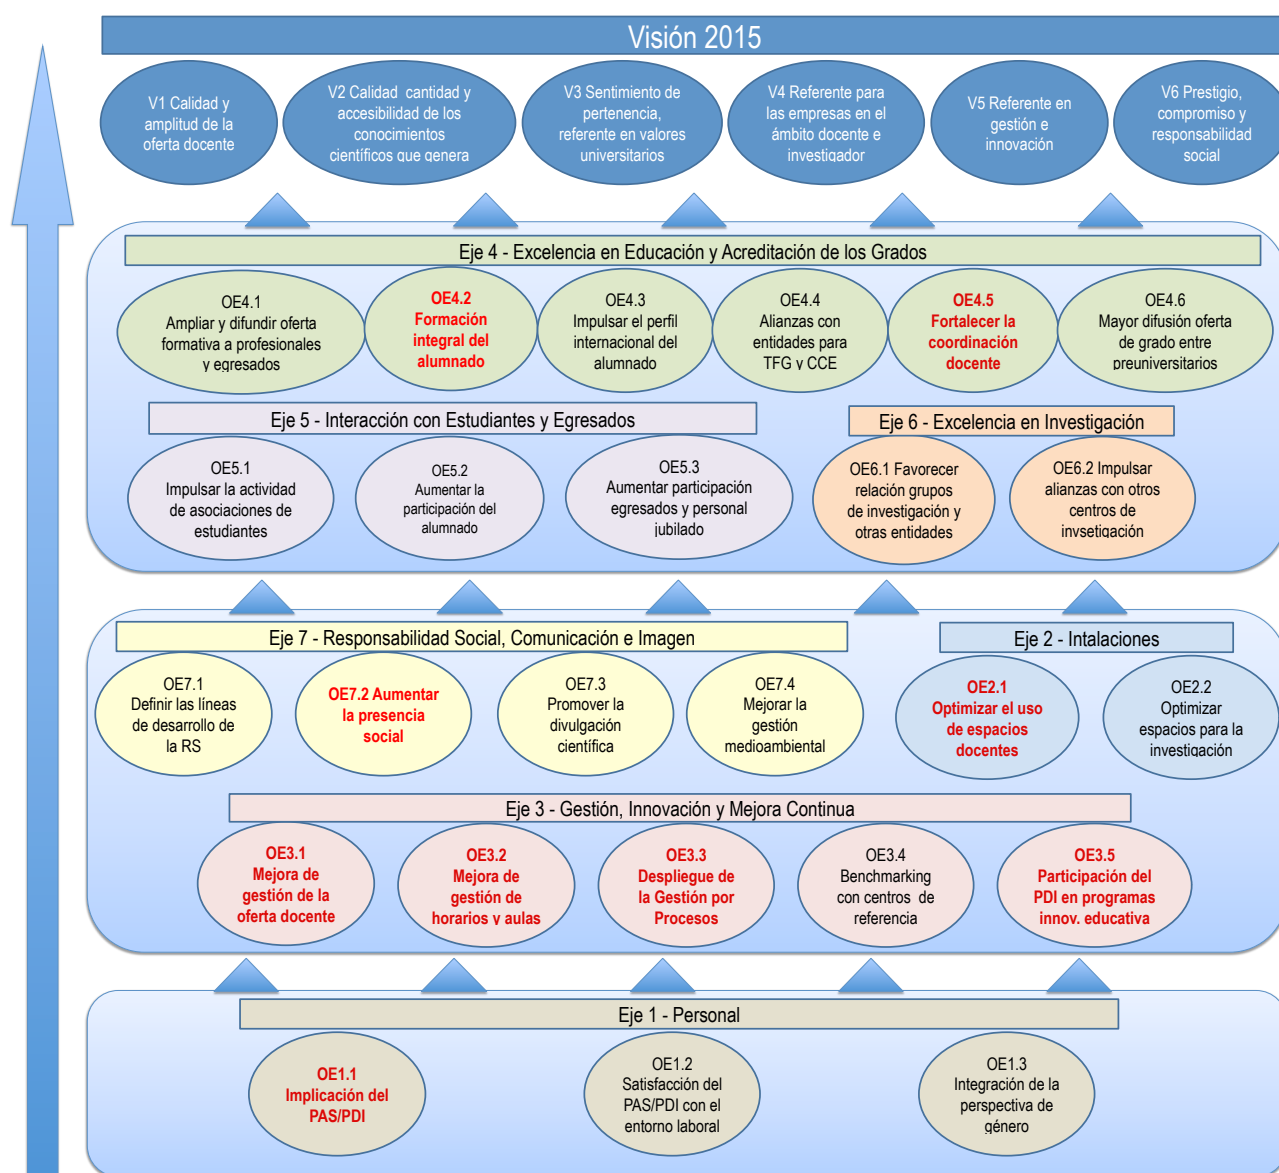 Visión 2015
V1 Calidad y
amplitud de la
oferta docente
V2 Calidad cantidad y
accesibilidad de los
conocimientos
científicos que genera
V3 Sentimiento de
pertenencia,
referente en valores
universitarios
V4 Referente para
las empresas en el
ámbito docente e
investigador
V5 Referente en
gestión e
innovación
V6 Prestigio,
compromiso y
responsabilidad
social
Eje 4 - Excelencia en Educación y Acreditación de los Grados
OE4.1
Ampliar y difundir oferta
formativa a profesionales
y egresados
OE4.2
Formación
integral del
alumnado
OE4.3
Impulsar el perfil
internacional del
alumnado
OE4.4
Alianzas con
entidades para
TFG y CCE
OE4.5
Fortalecer la
coordinación
docente
OE4.6
Mayor difusión oferta
de grado entre
preuniversitarios
Eje 5 - Interacción con Estudiantes y Egresados
Eje 6 - Excelencia en Investigación
OE5.1
Impulsar la actividad
de asociaciones de
estudiantes
OE5.2
Aumentar la
participación del
alumnado
OE5.3
Aumentar participación
egresados y personal
jubilado
OE6.1 Favorecer
relación grupos
de investigación y
otras entidades
OE6.2 Impulsar
alianzas con otros
centros de
invsetigación
Eje 7 - Responsabilidad Social, Comunicación e Imagen
Eje 2 - Intalaciones
OE7.1
Definir las líneas
de desarrollo de
la RS
OE7.2 Aumentar
la presencia
social
OE7.3
Promover la
divulgación
científica
OE7.4
Mejorar la
gestión
medioambiental
OE2.1
Optimizar el uso
de espacios
docentes
OE2.2
Optimizar
espacios para la
investigación
Eje 3 - Gestión, Innovación y Mejora Continua
OE3.1
Mejora de
gestión de la
oferta docente
OE3.2
Mejora de
gestión de
horarios y aulas
OE3.3
Despliegue de
la Gestión por
Procesos
OE3.4
Benchmarking
con centros de
referencia
OE3.5
Participación del
PDI en programas
innov. educativa
Eje 1 - Personal
OE1.1
Implicación del
PAS/PDI
OE1.2
Satisfacción del
PAS/PDI con el
entorno laboral
OE1.3
Integración de la
perspectiva de
género